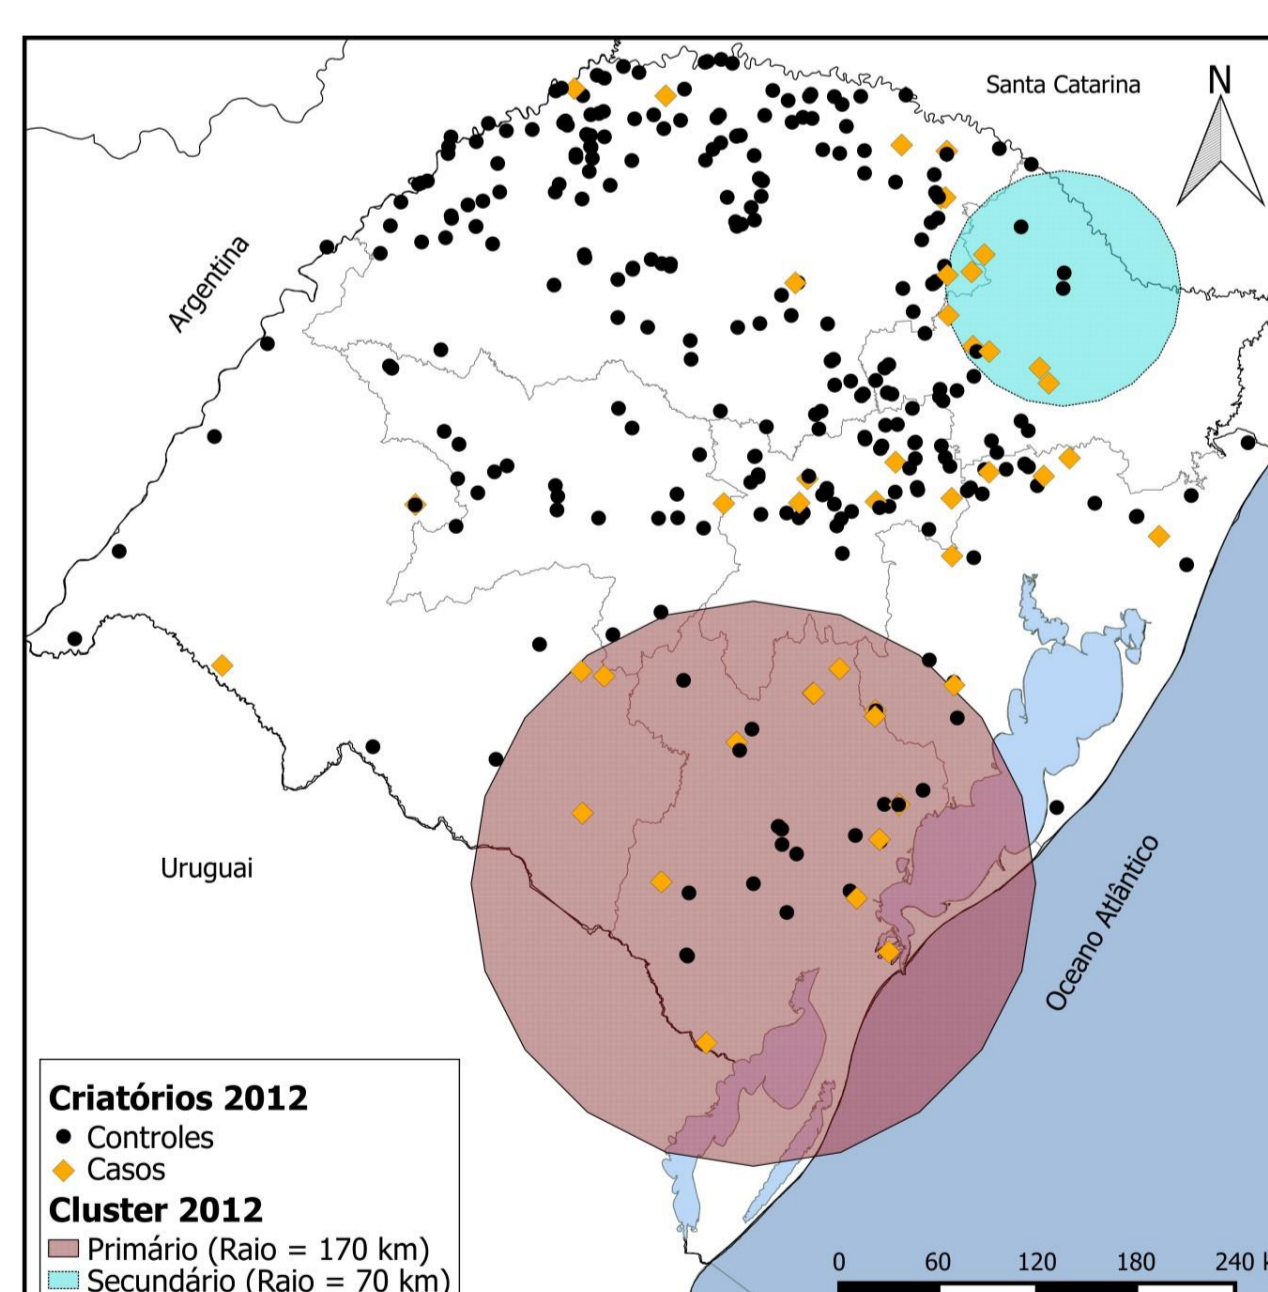 Santa Catarina
N
Argentina
Uruguai
Oceano Atlântico
Criatórios 2012
Controles
Casos
Cluster 2012
Primário (Raio = 170 km)
Secundário (Raio = 70 km)
0 60 120 180 240 k